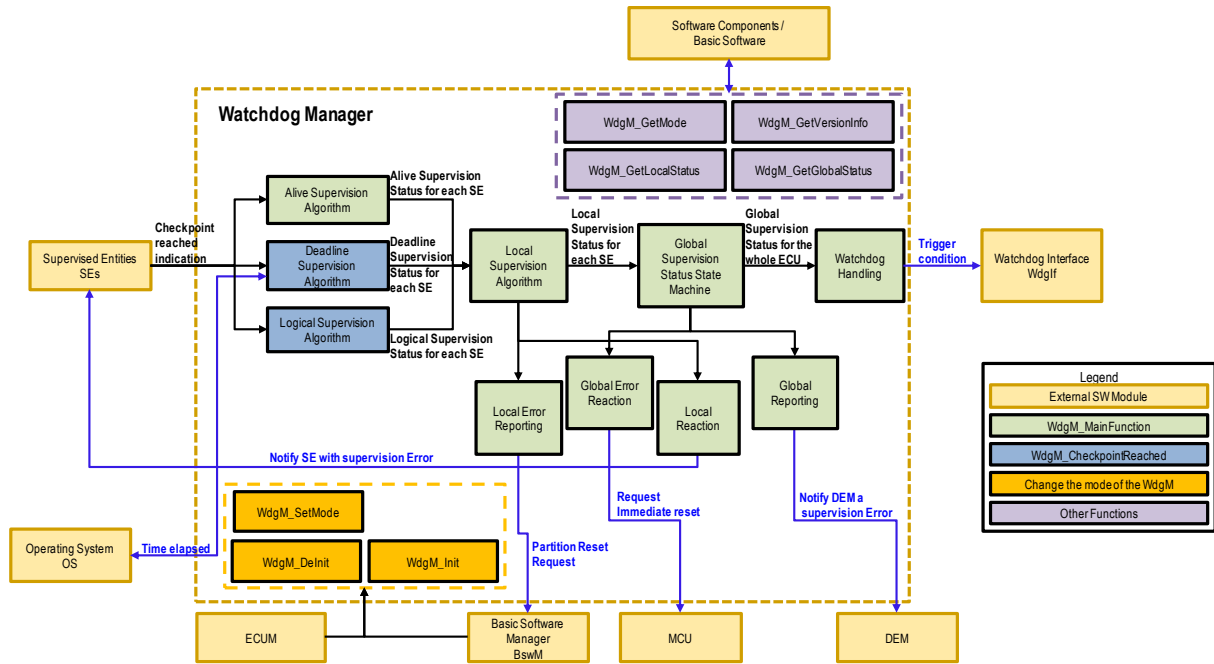 Software Components /
Basic Software
Watchdog Manager
WdgM_GetMode
WdgM_GetVersionInfo
WdgM_GetLocalStatus
WdgM_GetGlobalStatus
Alive Supervision
Algorithm
Alive Supervision
Status for each SE
Checkpoint
reached
indication
Supervised Entities
SEs
Deadline
Supervision
Algorithm
Deadline
Supervision
Status for
each SE
Logical Supervision
Algorithm
Logical Supervision
Status for each SE
Local
Supervision
Algorithm
Local
Supervision
Status for
each SE
Global
Supervision
Status State
Machine
Global
Supervision
Status for the
whole ECU
Watchdog
Handling
Trigger
condition
Watchdog Interface
WdgIf
Local Error
Reporting
Global Error
Reaction
Local
Reaction
Global
Reporting
Legend
External SW Module
WdgM_MainFunction
WdgM_CheckpointReached
Change the mode of the WdgM
Other Functions
Notify SE with supervision Error
WdgM_SetMode
WdgM_DeInit
WdgM_Init
Request
Immediate reset
Notify DEM a
supervision Error
Operating System
OS
Time elapsed
Partition Reset
Request
ECUM
Basic Software
Manager
BswM
MCU
DEM